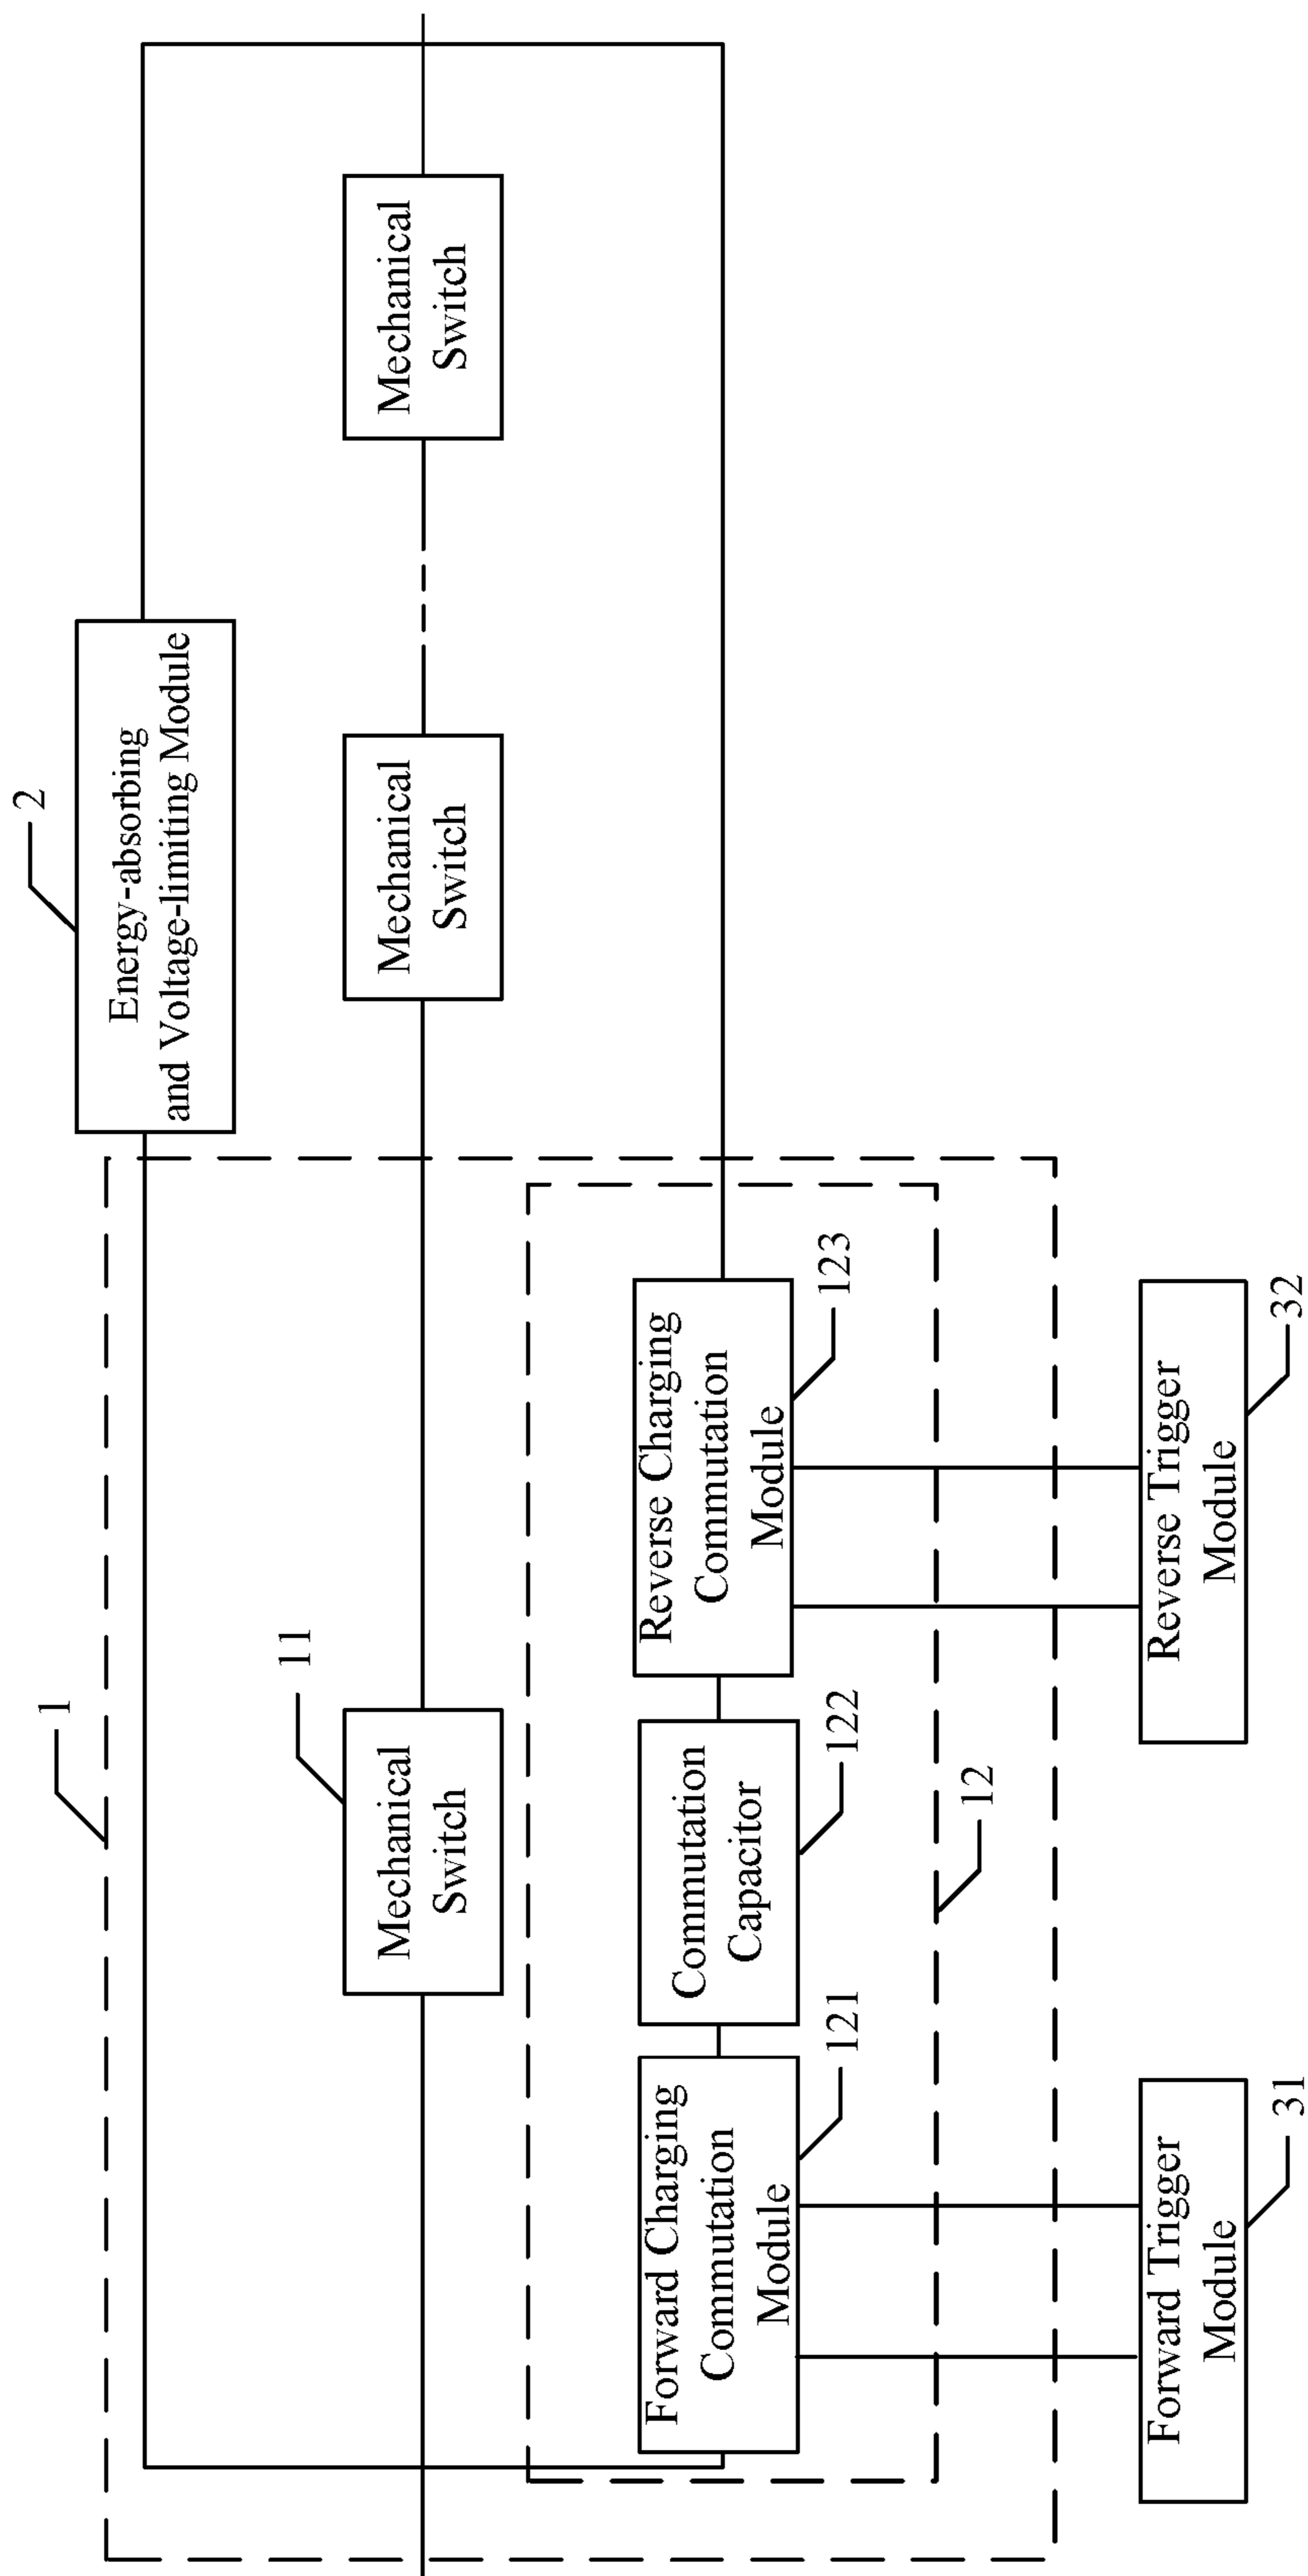 2
Energy-absorbing
and Voltage-limiting Module
1
11
Mechanical
Switch
Mechanical
Switch
Mechanical
Switch
Forward Charging
Commutation
Module
121
Commutation
Capacitor
122
Reverse Charging
Commutation
Module
123
12
Forward Trigger
Module
31
Reverse Trigger
Module
32